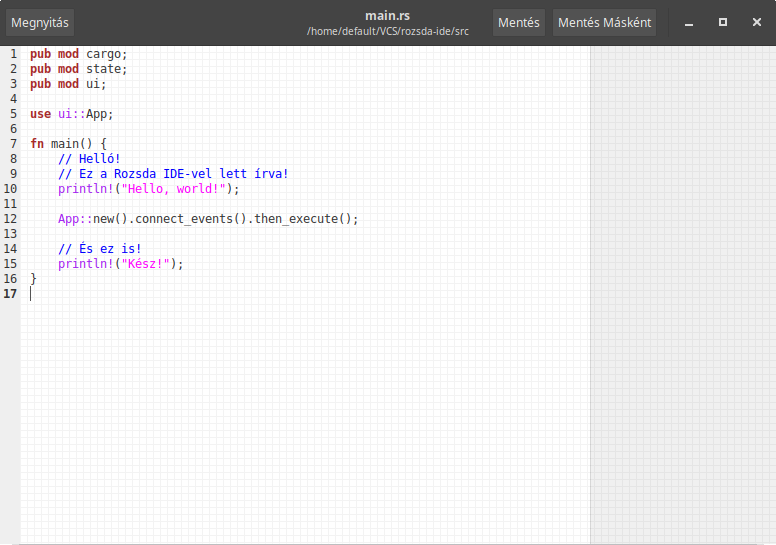 Megnyitás
main.rs
/home/default/VCS/rozsda-ide/src
Mentés
Mentés Másként
1 pub mod cargo;
2 pub mod state;
3 pub mod ui;
4
5 use ui::App;
6
7 fn main() {
8     // Helló!
9     // Ez a Rozsda IDE-vel lett írva!
10     println!("Hello, world!");
11
12     App::new().connect_events().then_execute();
13
14     // És ez is!
15     println!("Kész!");
16 }
17